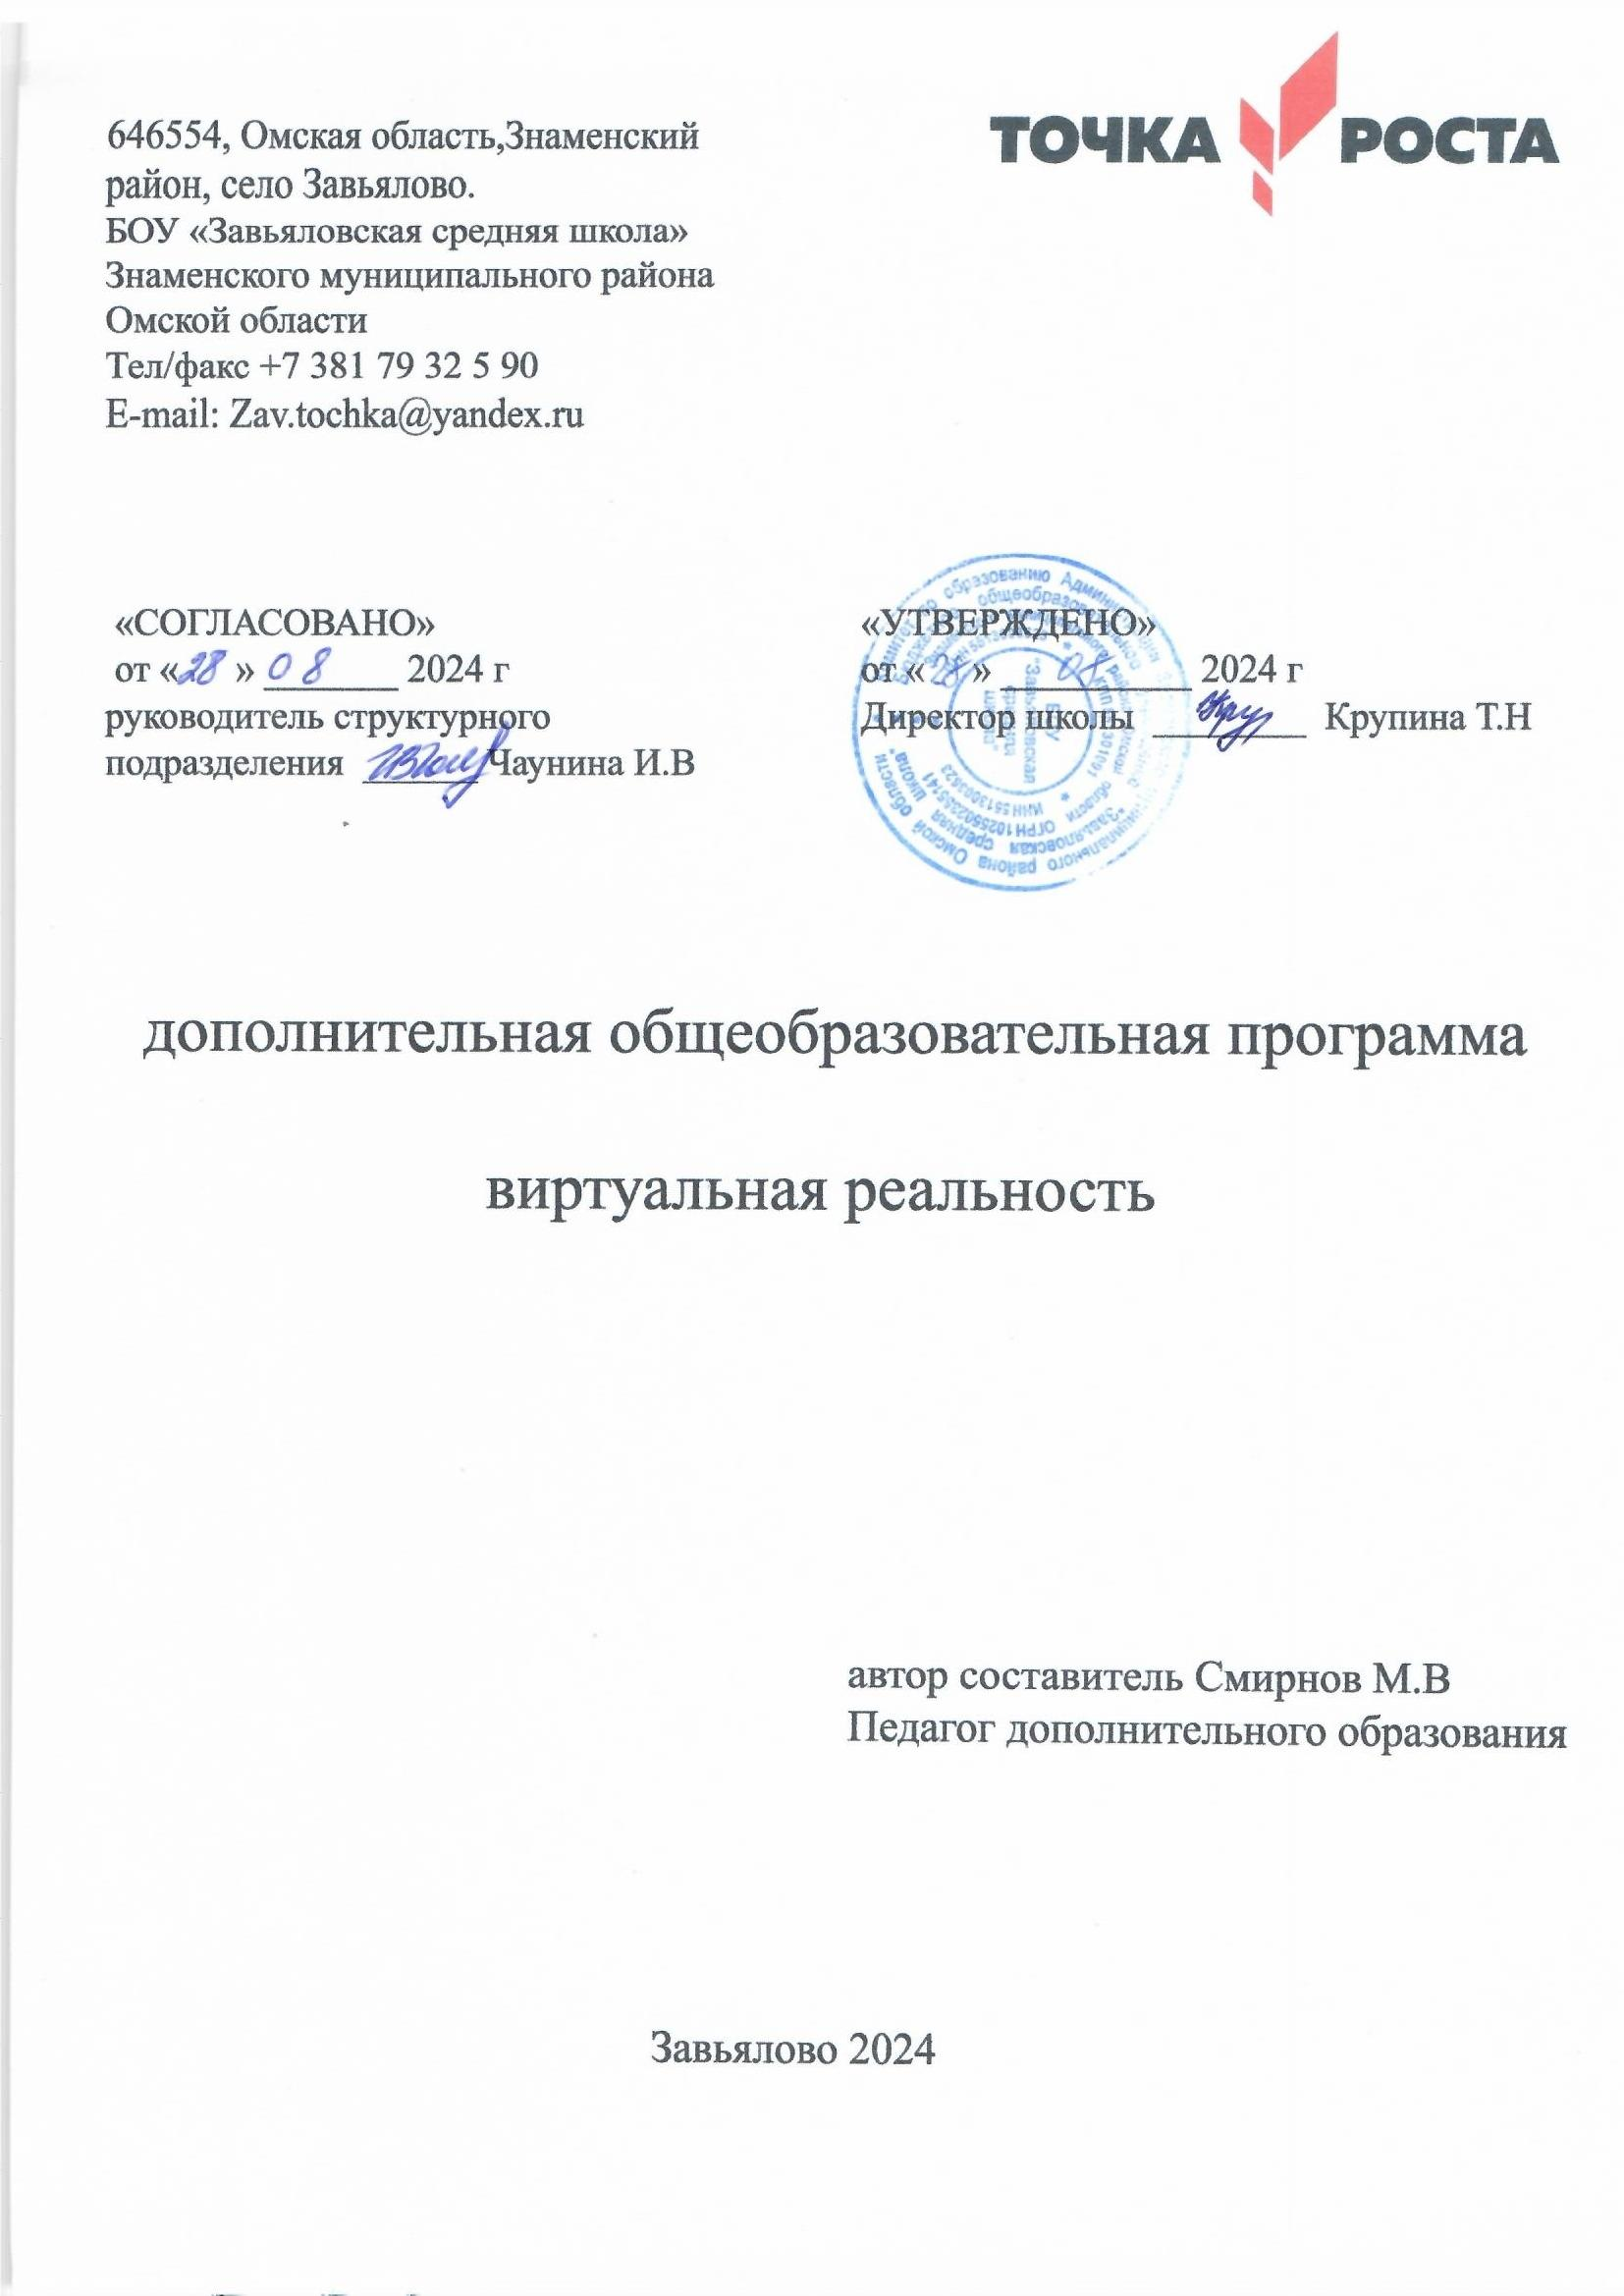 ТОЧКА РОСТА
646554, Омская область,Знаменский
район, село Завьялово.
БОУ «Завьяловская средняя школа»
Знаменского муниципального района
Омской области
Тел/факс +7 381 79 32 5 90
E-mail: Zav.tochka@yandex.ru
«СОГЛАСОВАНО»
от «28» 08 2024 г
руководитель структурного
подразделения Чаунина И.В
«УТВЕРЖДЕНО»
от «28» 08 2024 г
Директор школы Крупина Т.Н
дополнительная общеобразовательная программа
виртуальная реальность
автор составитель Смирнов М.В
Педагог дополнительного образования
Завьялово 2024